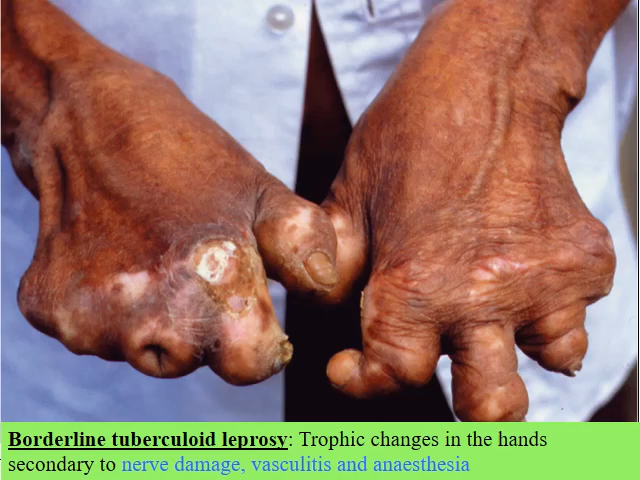 Borderline tuberculoid leprosy: Trophic changes in the hands
secondary to nerve damage, vasculitis and anaesthesia